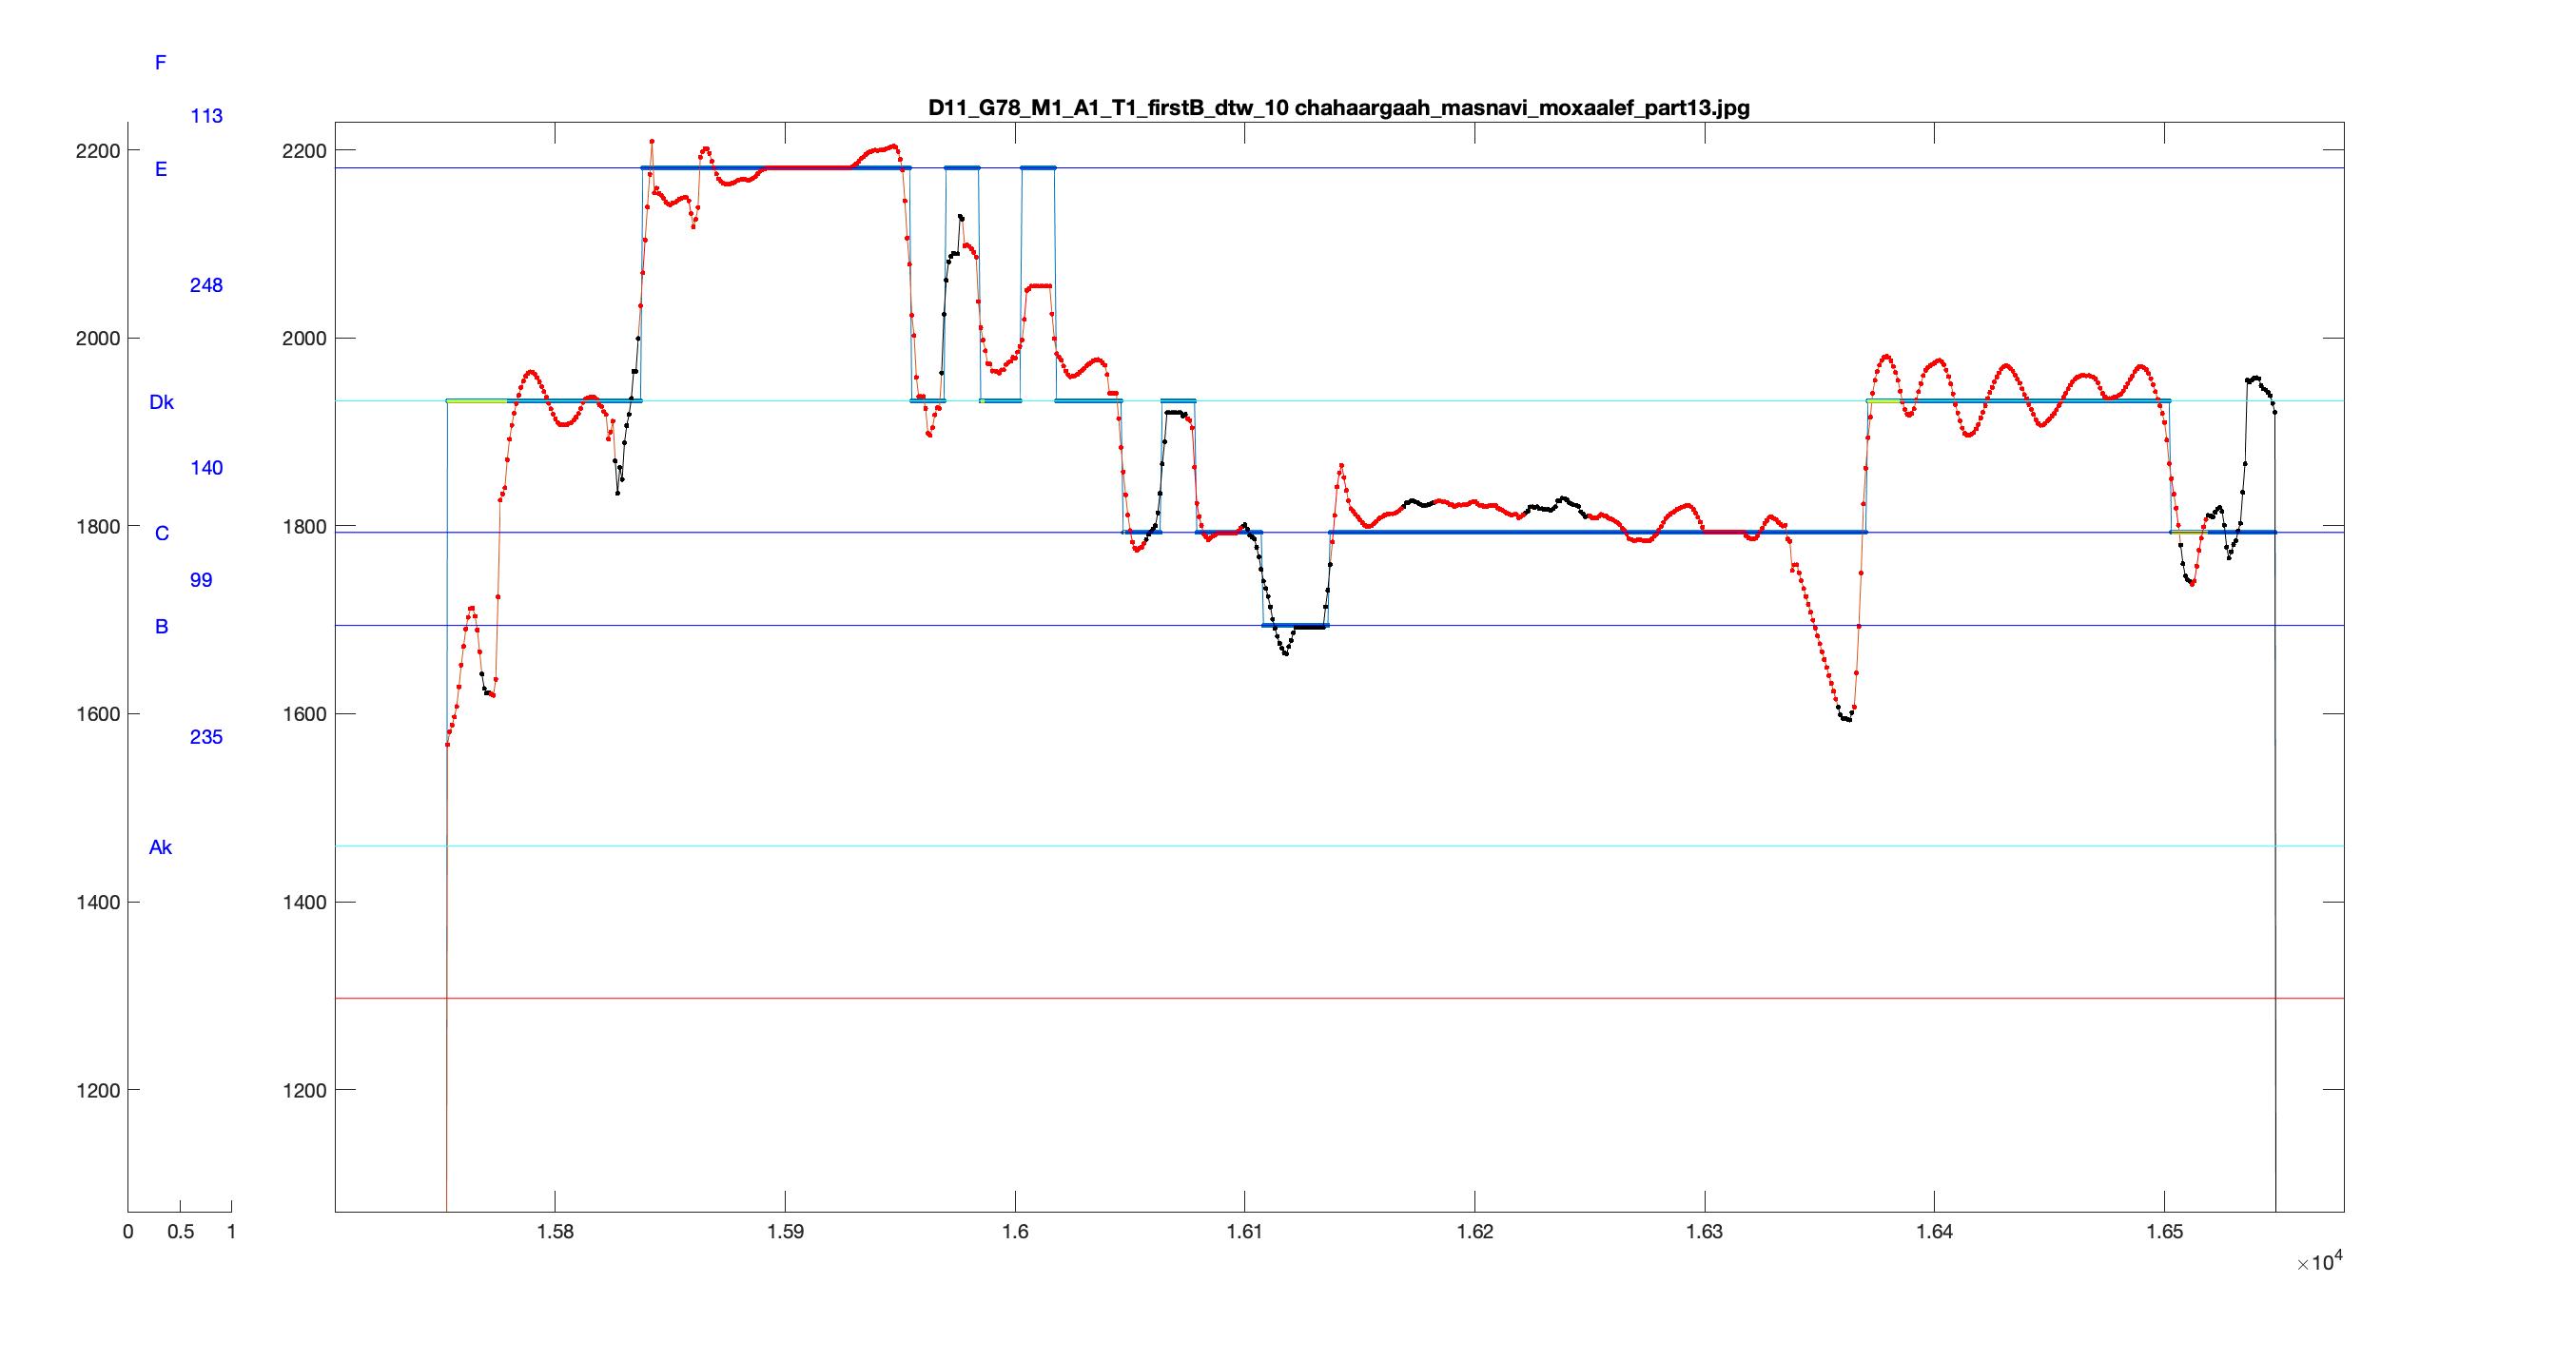 F
D11_G78_M1_A1_T1_firstB_dtw_10 chahaargaah_masnavi_moxaalef_part13.jpg
113
2200 2200
E
248
2000 2000
Dk
140
1800 1800
C
99
B
1600 1600
235
Ak
1400 1400
1200 1200
0 0.5 1 1.58 1.59 1.6 1.61 1.62 1.63 1.64 1.65
×10^4